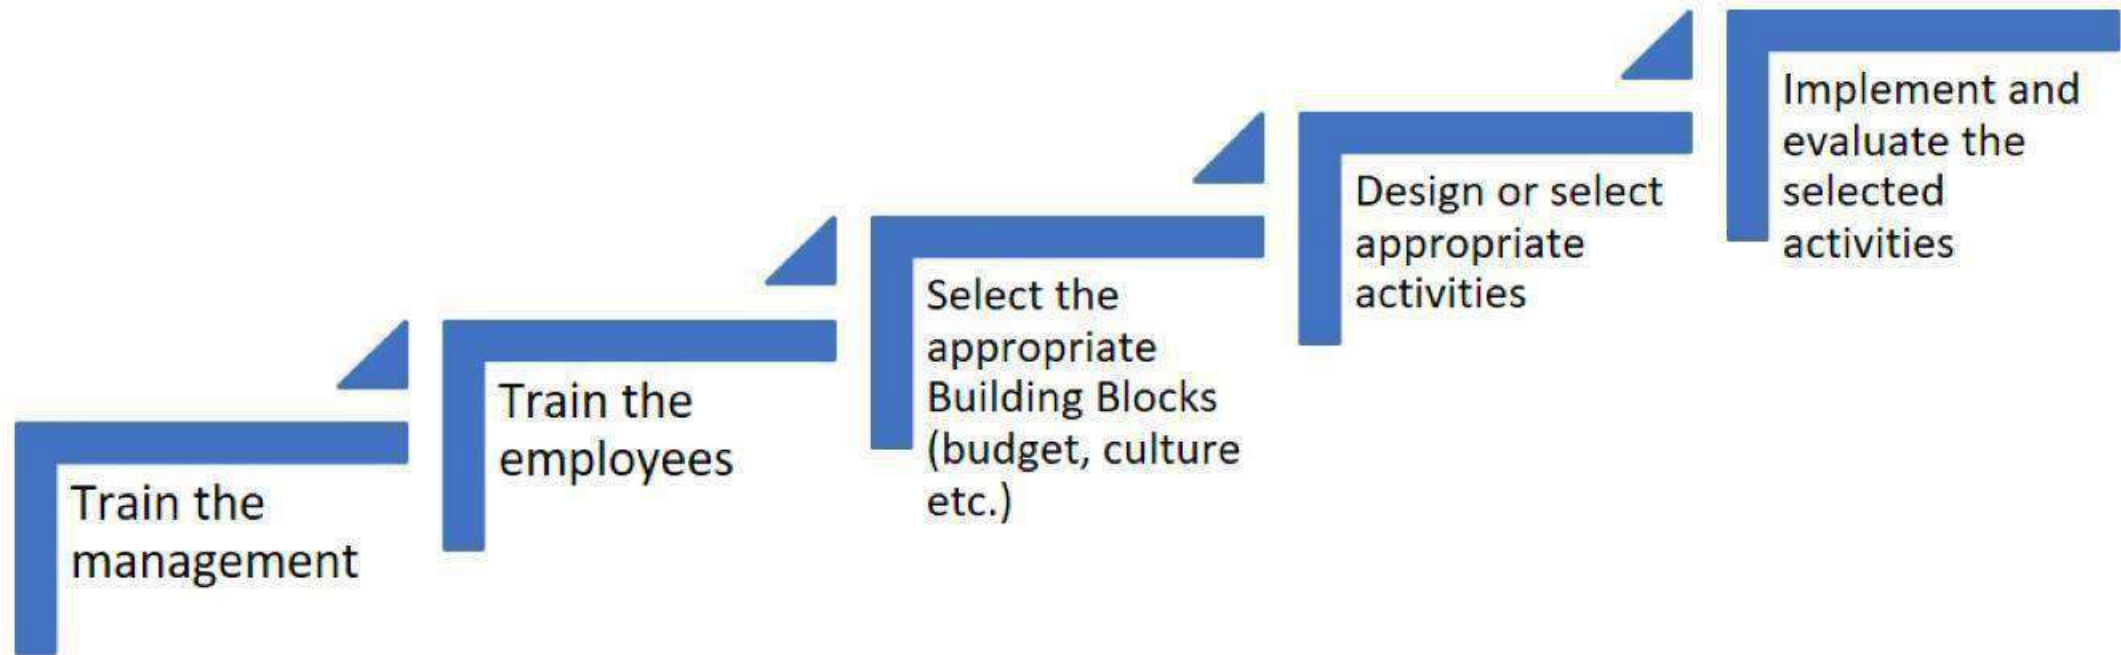 Train the
management
Train the
employees
Select the
appropriate
Building Blocks
(budget, culture
etc.)
Design or select
appropriate
activities
Implement and
evaluate the
selected
activities